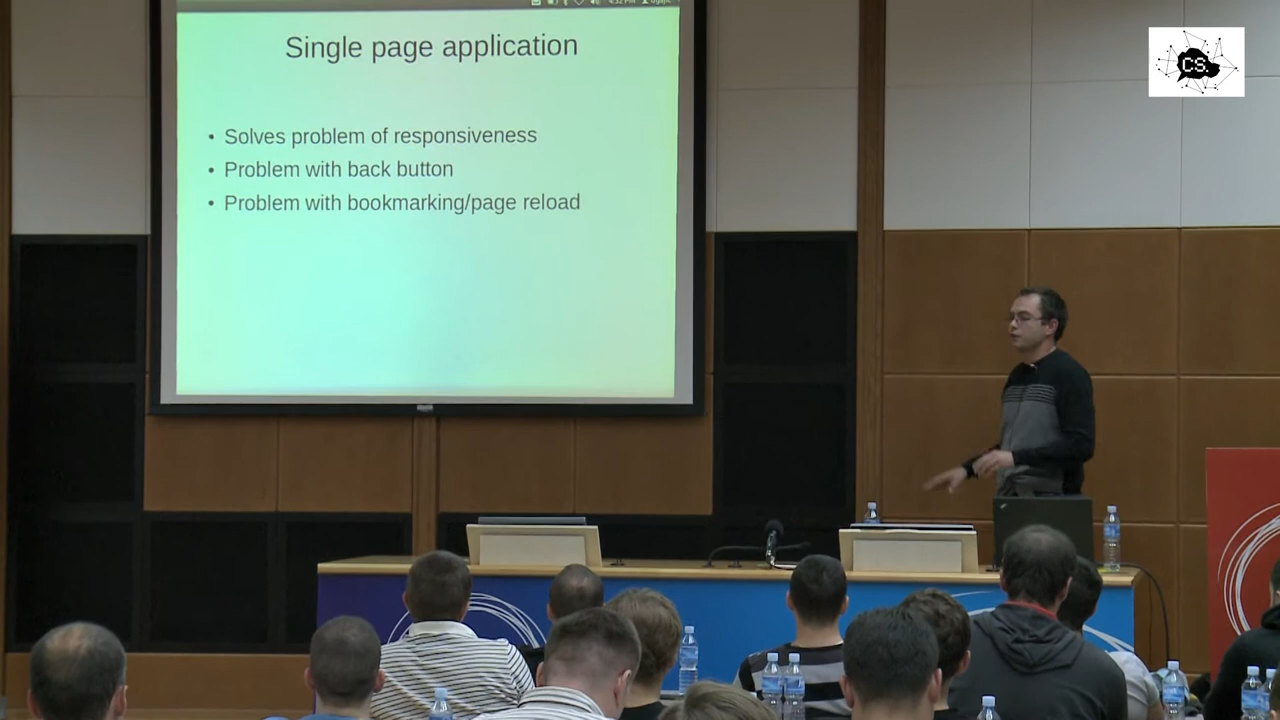 Single page application
• Solves problem of responsiveness
• Problem with back button
• Problem with bookmarking/page reload
CS